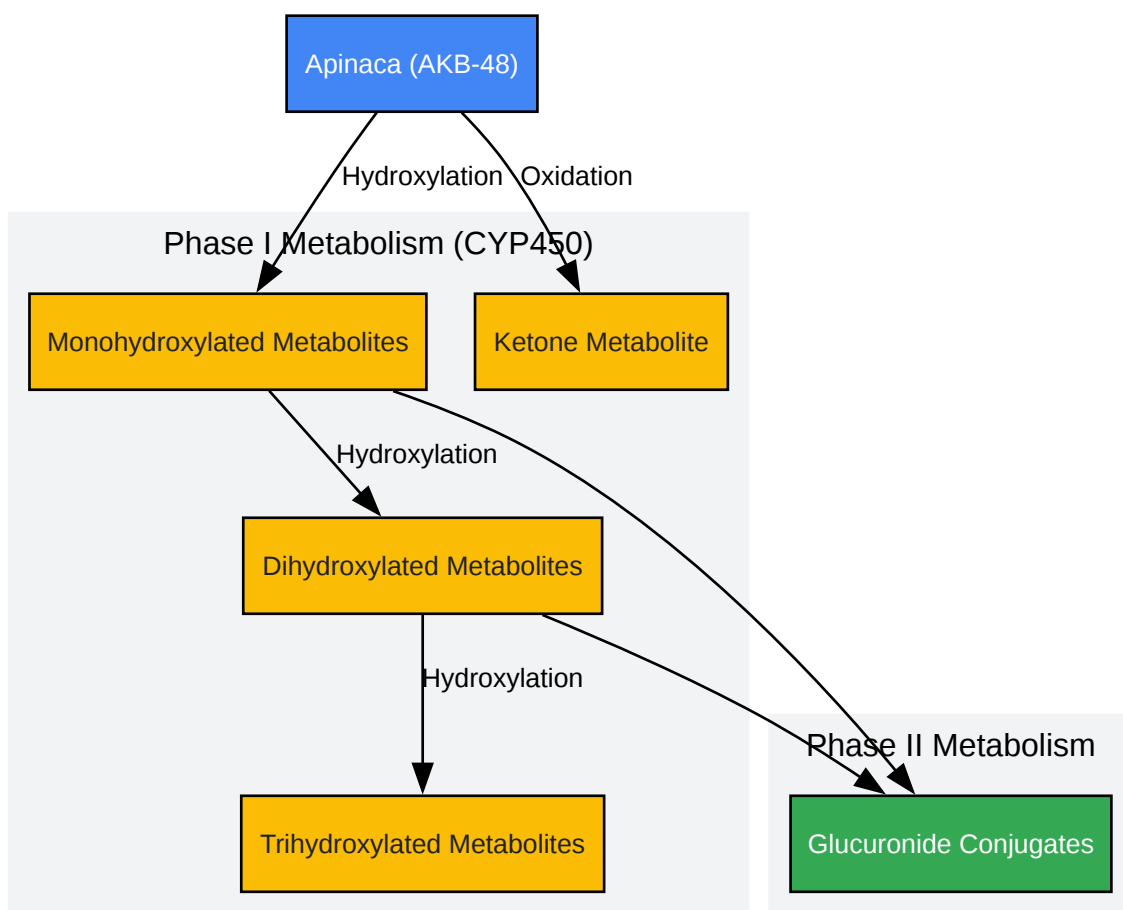 Apinaca (AKB-48)
Hydroxylation
Oxidation
Phase I Metabolism (CYP450)
Monohydroxylated Metabolites
Ketone Metabolite
Hydroxylation
Dihydroxylated Metabolites
Hydroxylation
Phase II Metabolism
Trihydroxylated Metabolites
Glucuronide Conjugates